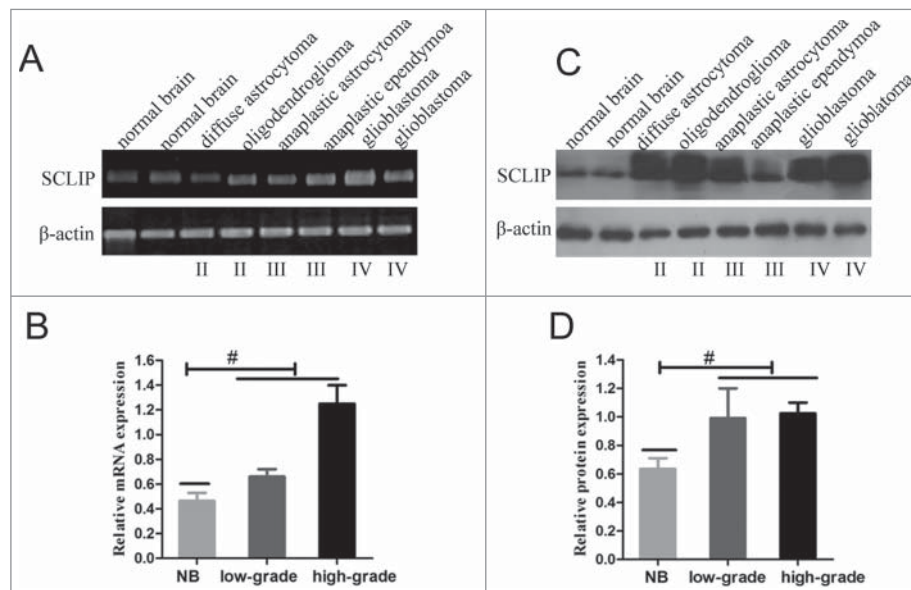 A
normal brain
normal brain
diffuse astrocytoma
oligodendroglioma
anaplastic astrocytoma
anaplastic ependymoa
glioblastoma
glioblastoma
SCLIP
β-actin
II II III III IV IV
B
#
Relative mRNA expression
1.6
1.4
1.2
1.0
0.8
0.6
0.4
0.2
0.0
NB low-grade high-grade
C
normal brain
normal brain
diffuse astrocytoma
oligodendroglioma
anaplastic astrocytoma
anaplastic ependymoa
glioblastoma
glioblatoma
SCLIP
β-actin
II II III III IV IV
D
#
Relative protein expression
1.4
1.2
1.0
0.8
0.6
0.4
0.2
0.0
NB low-grade high-grade